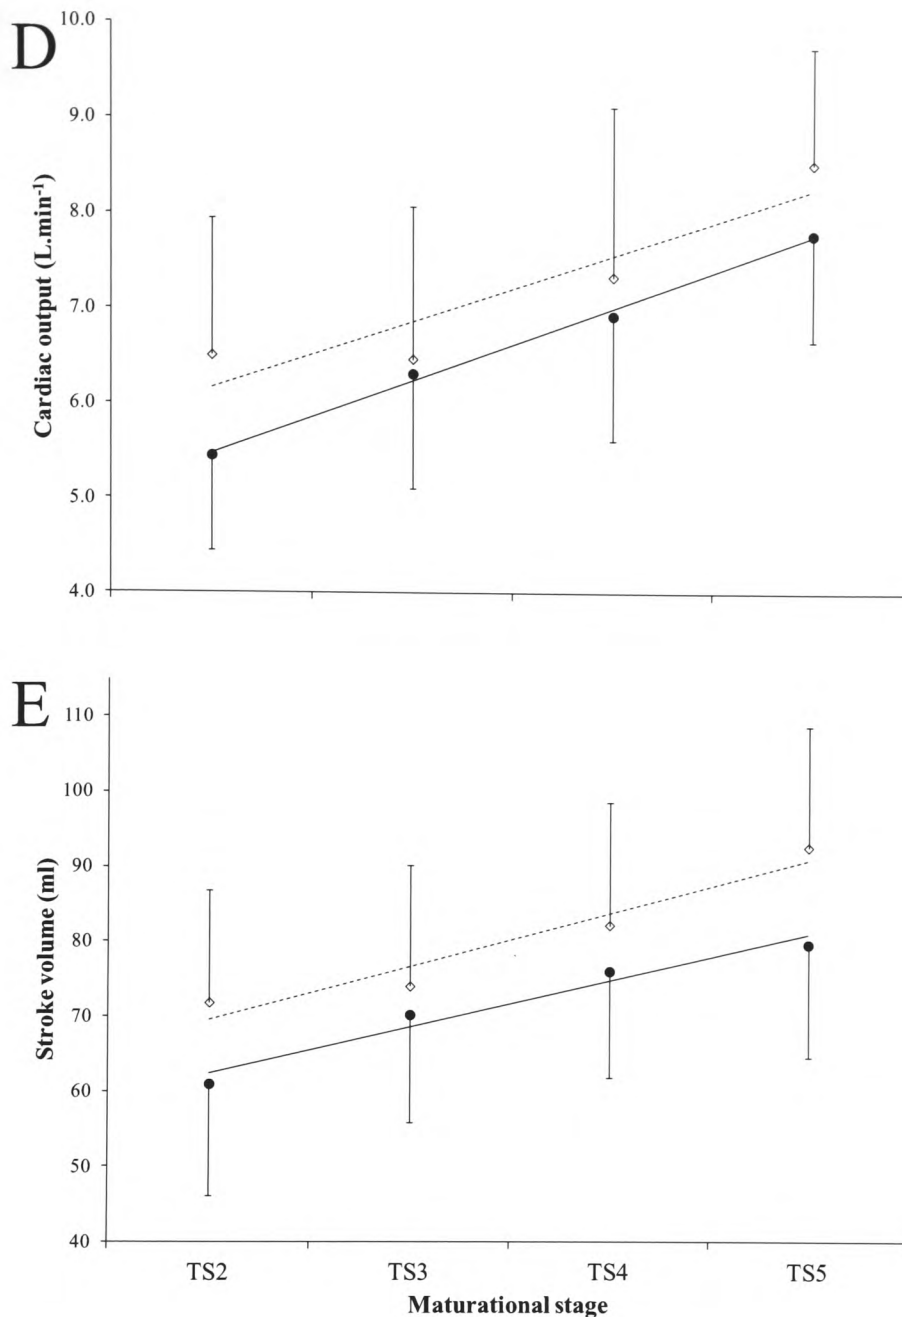 D
Cardiac output (L.min-1)
10.0
9.0
8.0
7.0
6.0
5.0
4.0
E
Stroke volume (ml)
110
100
90
80
70
60
50
40
TS2 TS3 TS4 TS5
Maturational stage